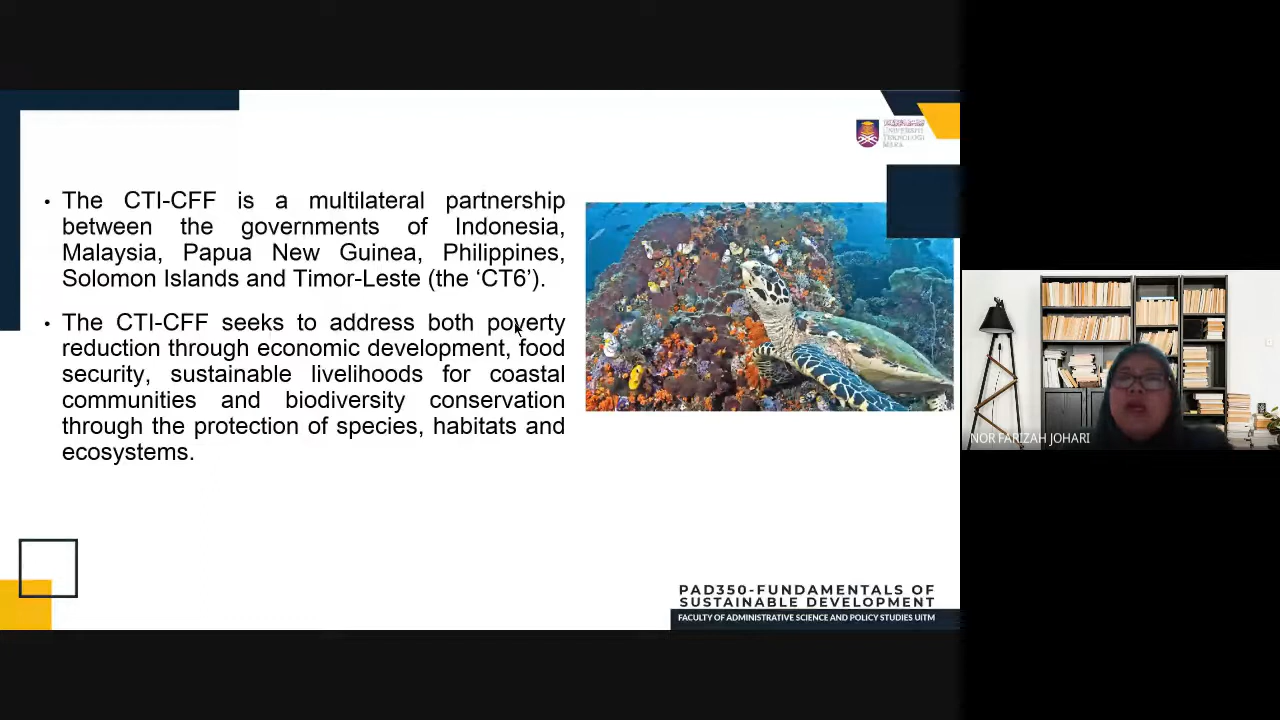 UNIVERSITI
TEKNOLOGI
MARA
• The CTI-CFF is a multilateral partnership
between the governments of Indonesia,
Malaysia, Papua New Guinea, Philippines,
Solomon Islands and Timor-Leste (the ‘CT6’).
• The CTI-CFF seeks to address both poverty
reduction through economic development, food
security, sustainable livelihoods for coastal
communities and biodiversity conservation
through the protection of species, habitats and
ecosystems.
NOR FARIZAH JOHARI
PAD350-FUNDAMENTALS OF
SUSTAINABLE DEVELOPMENT
FACULTY OF ADMINISTRATIVE SCIENCE AND POLICY STUDIES UITM